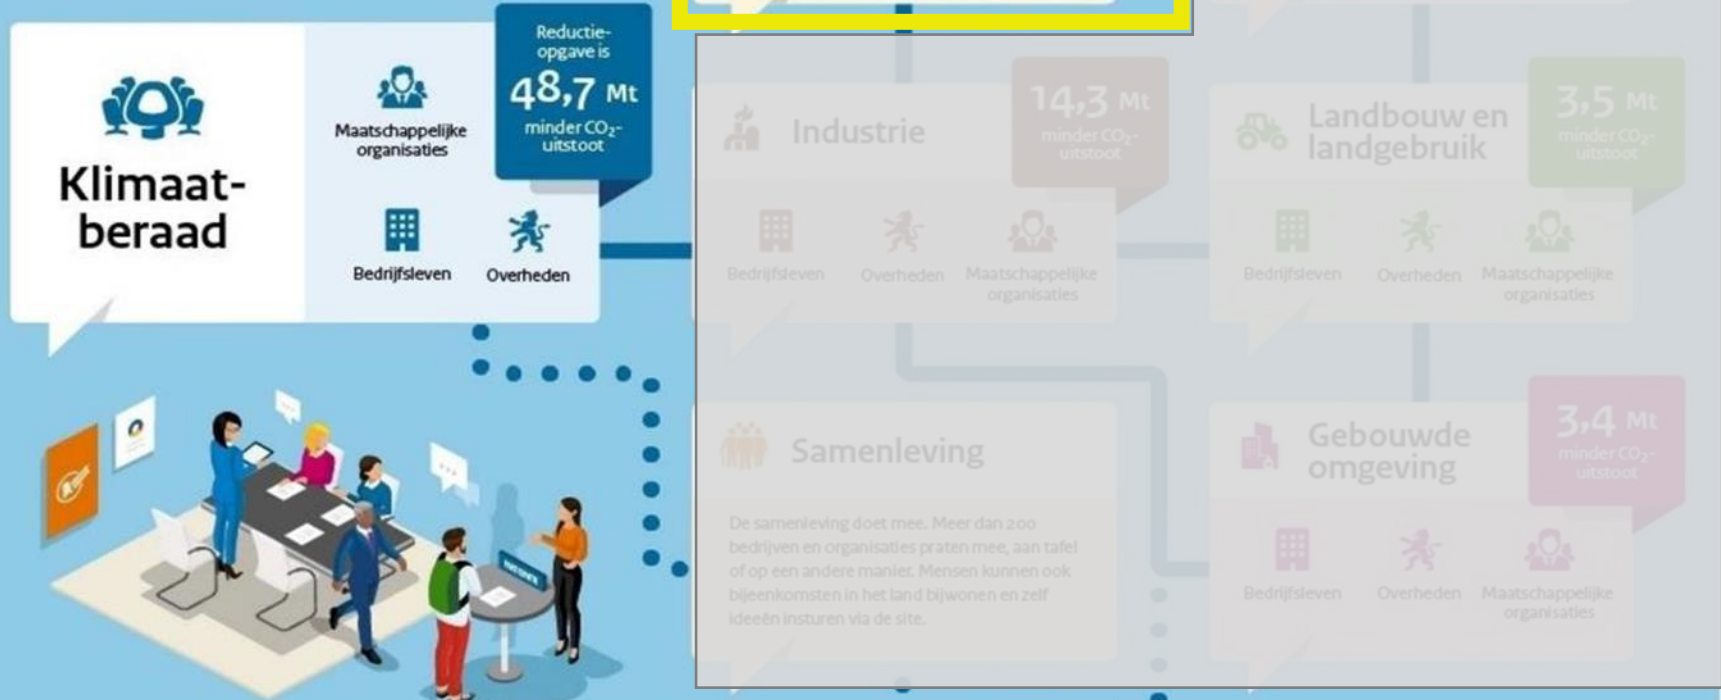 Klimaat-
beraad
Maatschappelijke
organisaties
Bedrijfsleven
Overheden
Reductie-
opgave is
48,7 Mt
minder CO₂-
uitstoot
Industrie
14,3 Mt
minder CO₂-
uitstoot
Bedrijfsleven
Overheden
Maatschappelijke
organisaties
Landbouw en
landgebruik
3,5 Mt
minder CO₂-
uitstoot
Bedrijfsleven
Overheden
Maatschappelijke
organisaties
Samenleving
De samenleving doet mee. Meer dan 200
bedrijven en organisaties praten mee, aan tafel
of op een andere manier. Mensen kunnen ook
bijeenkomsten in het land bijwonen en zelf
ideeën insturen via de site.
Gebouwde
omgeving
3,4 Mt
minder CO₂-
uitstoot
Bedrijfsleven
Overheden
Maatschappelijke
organisaties